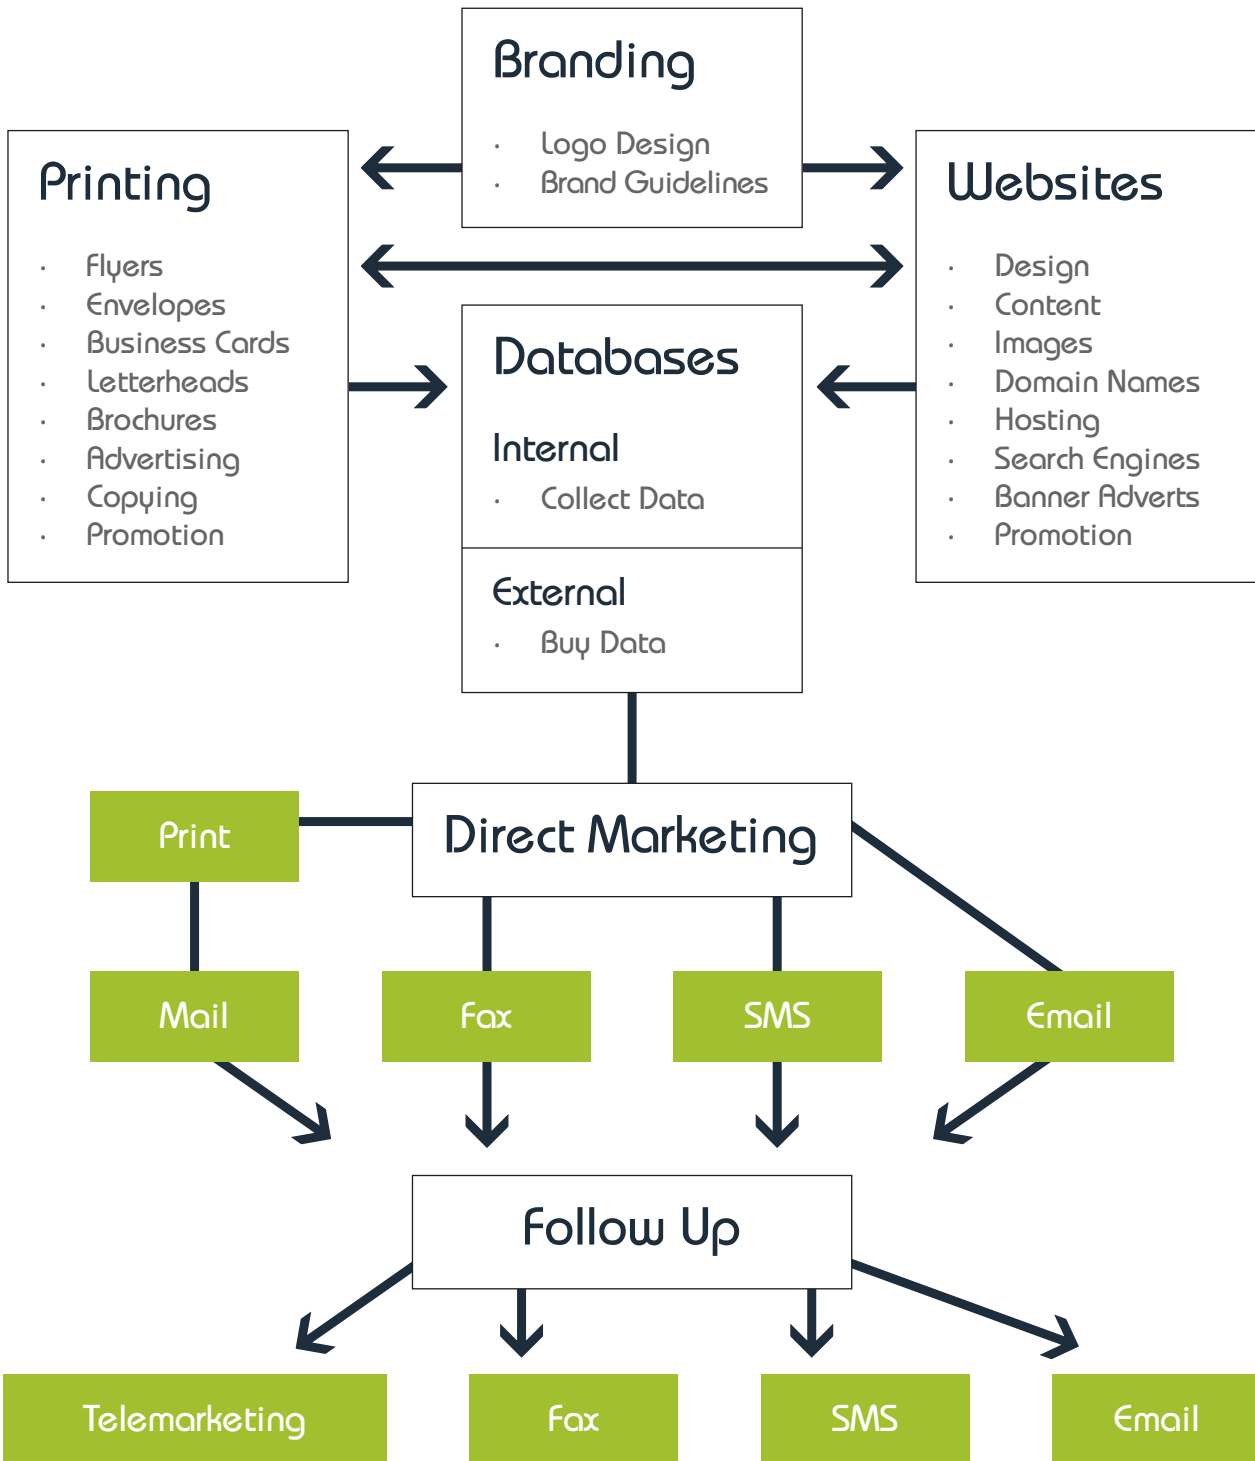 Branding
· Logo Design
· Brand Guidelines
Printing
· Flyers
· Envelopes
· Business Cards
· Letterheads
· Brochures
· Advertising
· Copying
· Promotion
Websites
· Design
· Content
· Images
· Domain Names
· Hosting
· Search Engines
· Banner Adverts
· Promotion
Databases
Internal
· Collect Data
External
· Buy Data
Direct Marketing
Print
Mail
Fax
SMS
Email
Follow Up
Telemarketing
Fax
SMS
Email